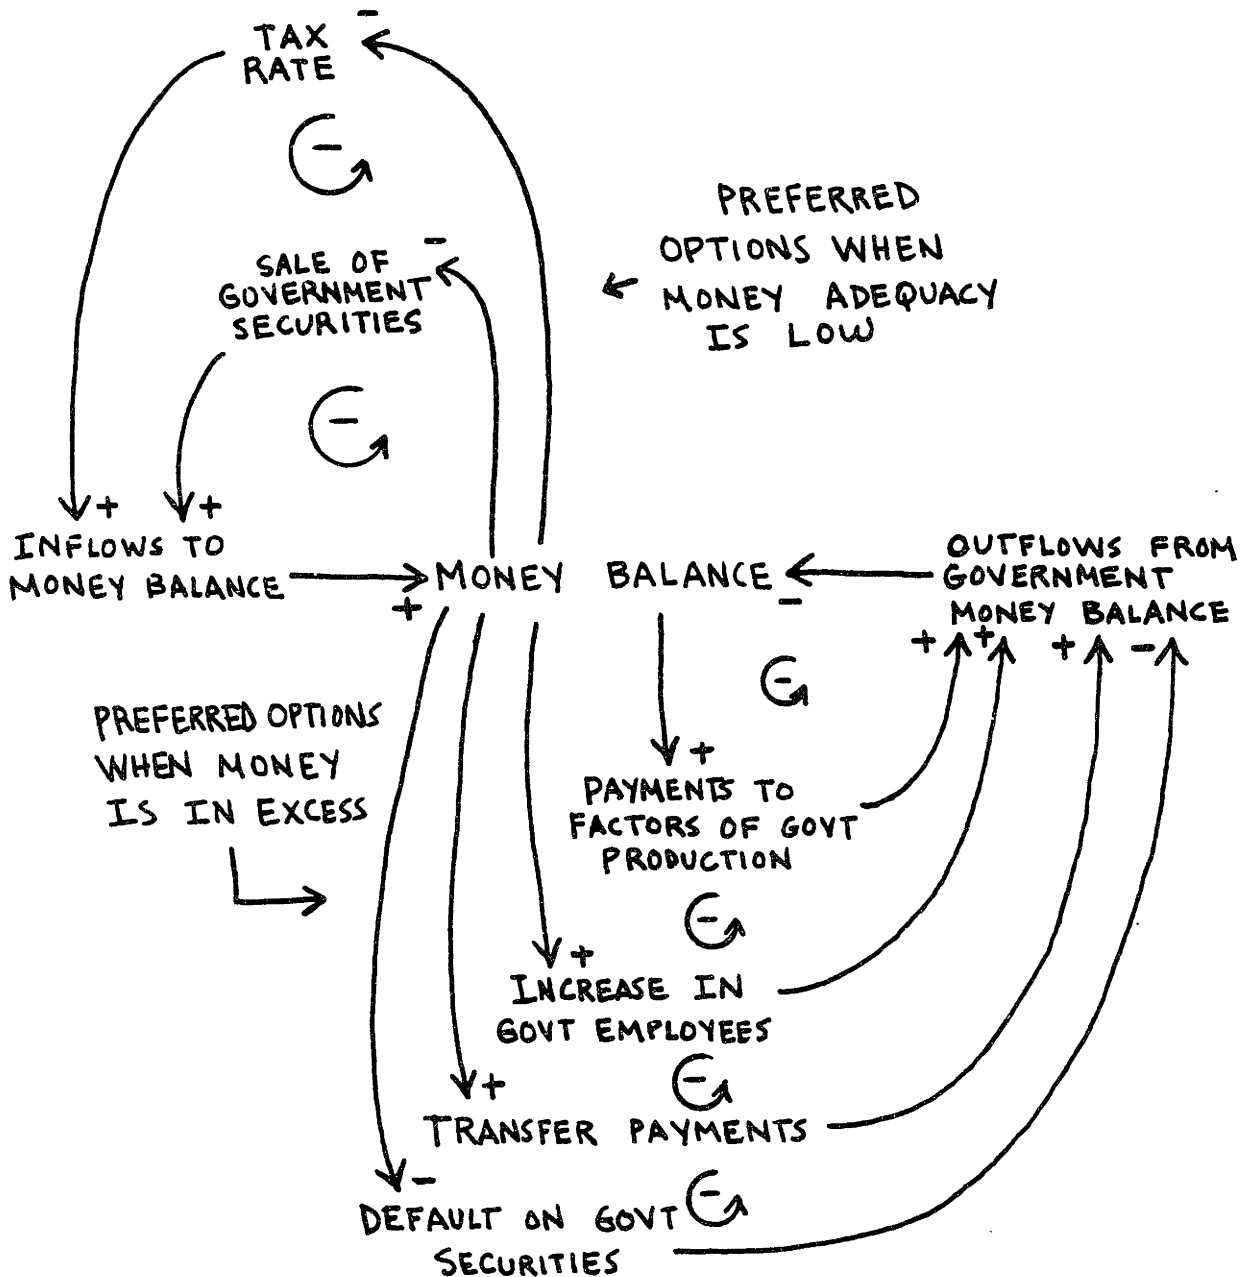 TAX
RATE
-
-
PREFERRED
OPTIONS WHEN
MONEY ADEQUACY
IS LOW
SALE OF
GOVERNMENT
SECURITIES
-
-
+ +
INFLOWS TO
MONEY BALANCE
+
MONEY BALANCE
-
OUTFLOWS FROM
GOVERNMENT
MONEY BALANCE
+ + + -
-
PREFERRED OPTIONS
WHEN MONEY
IS IN EXCESS
+
PAYMENTS TO
FACTORS OF GOVT
PRODUCTION
-
+
INCREASE IN
GOVT EMPLOYEES
-
+
TRANSFER PAYMENTS
-
-
DEFAULT ON GOVT
SECURITIES